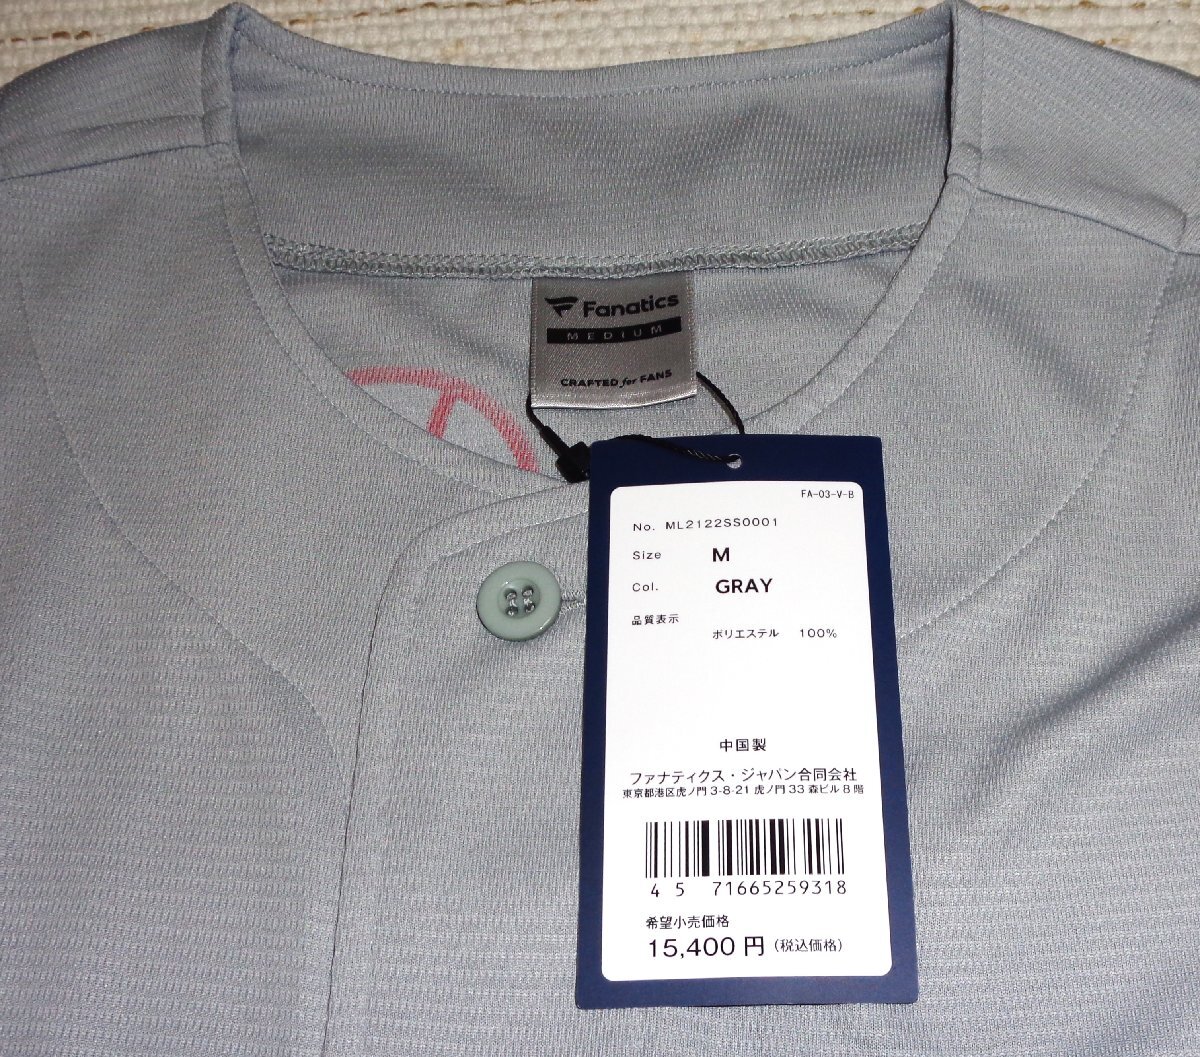 Fanatics
MEDIUM
CRAFTED for FANS
FA-03-V-B
No. ML2122SS0001
Size M
Col. GRAY
品質表示
ポリエステル 100%
中国製
ファナティクス・ジャパン合同会社
東京都港区虎ノ門 3-8-21 虎ノ門 33 森ビル 8 階
4 5 71665259318
希望小売価格
15,400 円 (税込価格)